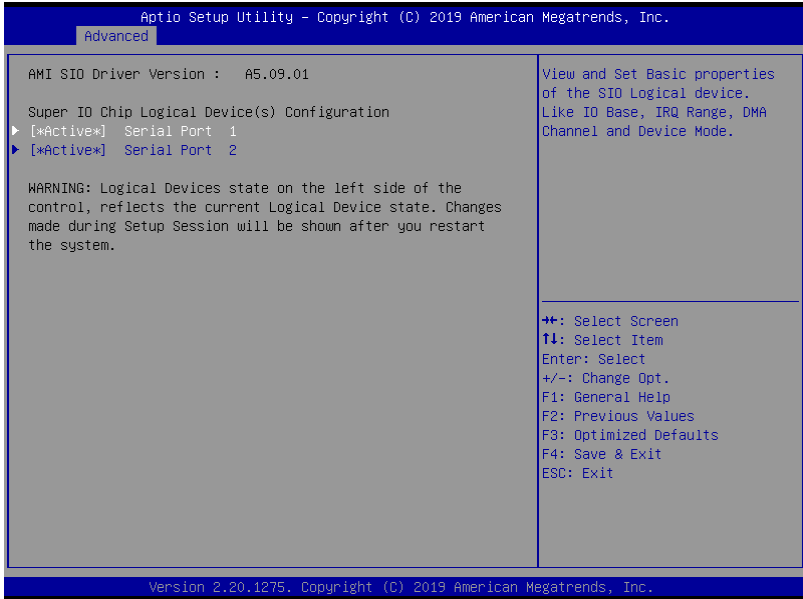 Aptio Setup Utility – Copyright (C) 2019 American Megatrends, Inc.
Advanced
AMI SIO Driver Version : A5.09.01
Super IO Chip Logical Device(s) Configuration
[*Active*] Serial Port 1
[*Active*] Serial Port 2
WARNING: Logical Devices state on the left side of the
control, reflects the current Logical Device state. Changes
made during Setup Session will be shown after you restart
the system.
View and Set Basic properties
of the SIO Logical device.
Like IO Base, IRQ Range, DMA
Channel and Device Mode.
→←: Select Screen
↑↓: Select Item
Enter: Select
+/-: Change Opt.
F1: General Help
F2: Previous Values
F3: Optimized Defaults
F4: Save & Exit
ESC: Exit
Version 2.20.1275. Copyright (C) 2019 American Megatrends, Inc.